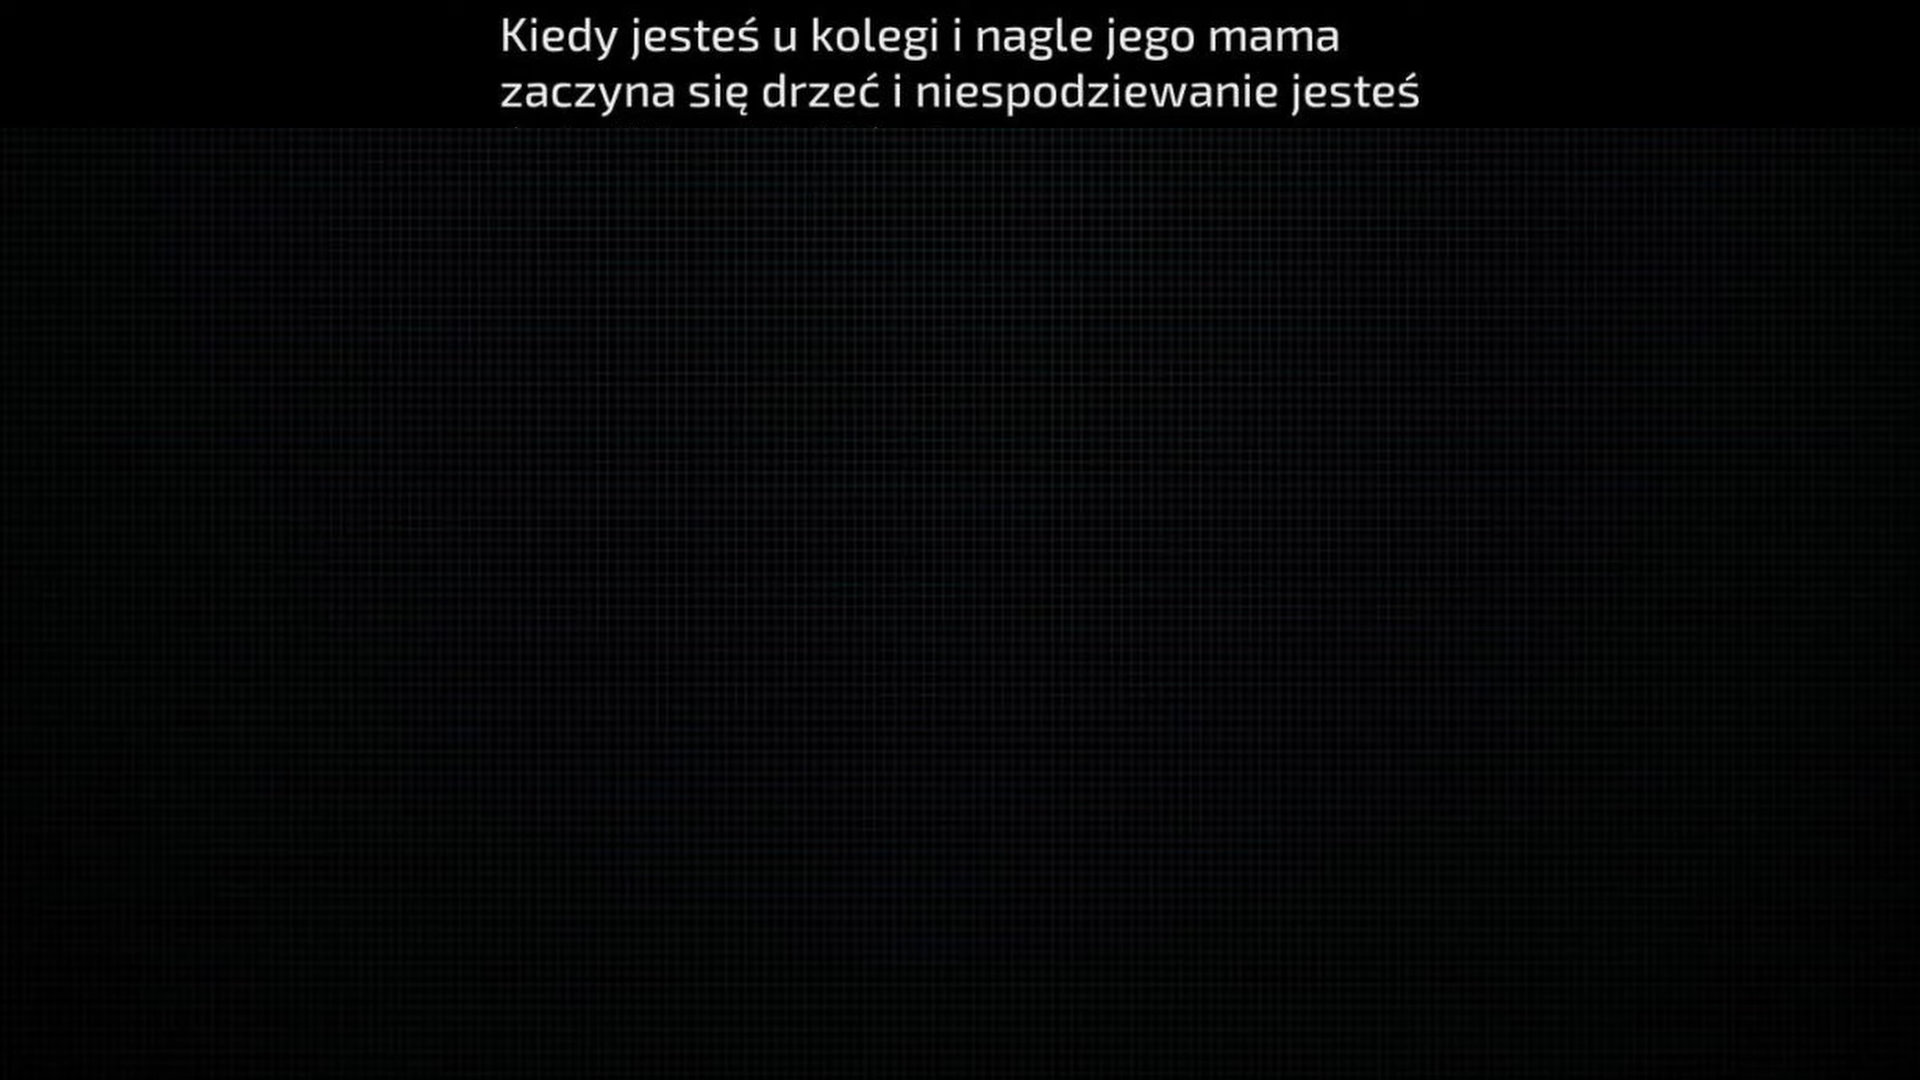 Kiedy jesteś u kolegi i nagle jego mama
zaczyna się drzeć i niespodziewanie jesteś